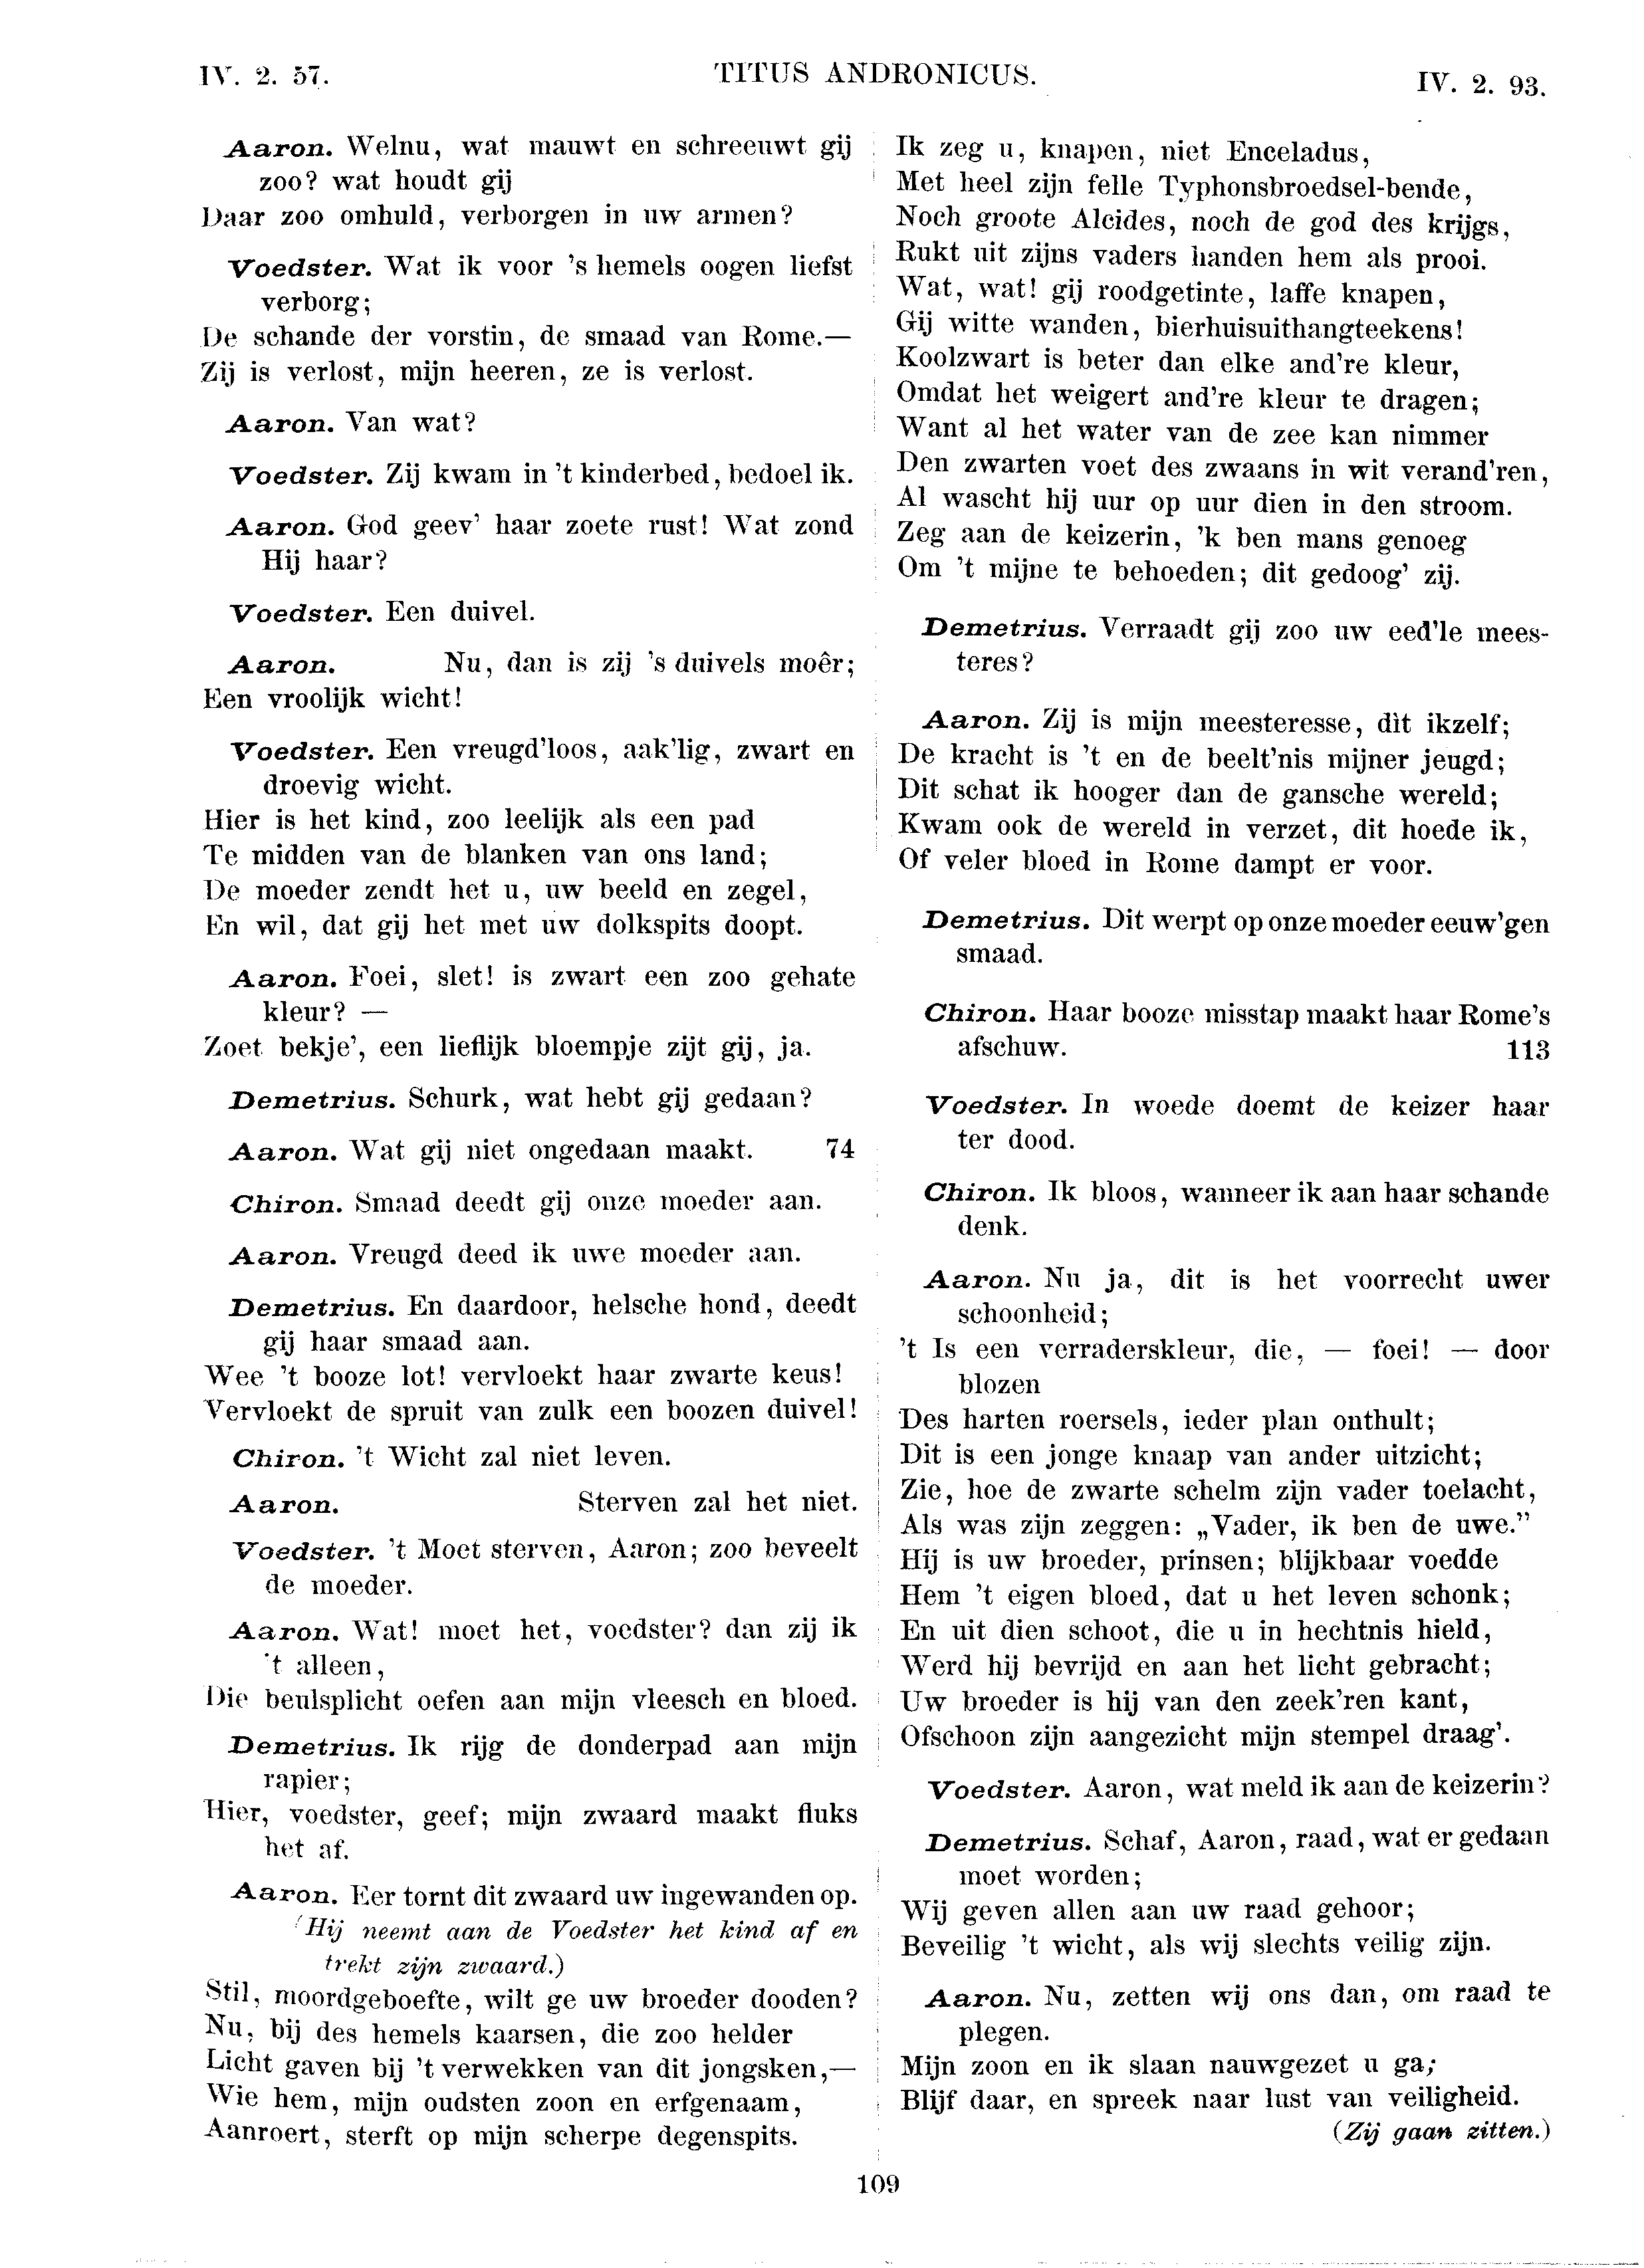 IV. 2. 57.
TITUS ANDRONICUS.
IV. 2. 93.
Aaron. Welnu, wat mauwt en schreeuwt gij
zoo? wat houdt gij
Daar zoo omhuld, verborgen in uw armen?
Voedster. Wat ik voor 's hemels oogen liefst
verborg;
De schande der vorstin, de smaad van Rome.—
Zij is verlost, mijn heeren, ze is verlost.
Aaron. Van wat?
Voedster. Zij kwam in 't kinderbed, bedoel ik.
Aaron. God geev' haar zoete rust! Wat zond
Hij haar?
Voedster. Een duivel.
Aaron. Nu, dan is zij 's duivels moêr;
Een vroolijk wicht!
Voedster. Een vreugd'loos, aak'lig, zwart en
droevig wicht.
Hier is het kind, zoo leelijk als een pad
Te midden van de blanken van ons land;
De moeder zendt het u, uw beeld en zegel,
En wil, dat gij het met uw dolkspits doopt.
Aaron. Foei, slet! is zwart een zoo gehate
kleur? —
Zoet bekje', een lieflijk bloempje zijt gij, ja.
Demetrius. Schurk, wat hebt gij gedaan?
Aaron. Wat gij niet ongedaan maakt. 74
Chiron. Smaad deedt gij onze moeder aan.
Aaron. Vreugd deed ik uwe moeder aan.
Demetrius. En daardoor, helsche hond, deedt
gij haar smaad aan.
Wee 't booze lot! vervloekt haar zwarte keus!
Vervloekt de spruit van zulk een boozen duivel!
Chiron. 't Wicht zal niet leven.
Aaron. Sterven zal het niet.
Voedster. 't Moet sterven, Aaron; zoo beveelt
de moeder.
Aaron. Wat! moet het, voedster? dan zij ik
't alleen,
Die beulsplicht oefen aan mijn vleesch en bloed.
Demetrius. Ik rijg de donderpad aan mijn
rapier;
Hier, voedster, geef; mijn zwaard maakt fluks
het af.
Aaron. Eer tornt dit zwaard uw ingewanden op.
(Hij neemt aan de Voedster het kind af en
trekt zijn zwaard.)
Stil, moordgeboefte, wilt ge uw broeder dooden?
Nu, bij des hemels kaarsen, die zoo helder
Licht gaven bij 't verwekken van dit jongsken,—
Wie hem, mijn oudsten zoon en erfgenaam,
Aanroert, sterft op mijn scherpe degenspits.
Ik zeg u, knapen, niet Enceladus,
Met heel zijn felle Typhonsbroedsel-bende,
Noch groote Alcides, noch de god des krijgs,
Rukt uit zijns vaders handen hem als prooi.
Wat, wat! gij roodgetinte, laffe knapen,
Gij witte wanden, bierhuisuithangteekens!
Koolzwart is beter dan elke and're kleur,
Omdat het weigert and're kleur te dragen;
Want al het water van de zee kan nimmer
Den zwarten voet des zwaans in wit verand'ren,
Al wascht hij uur op uur dien in den stroom.
Zeg aan de keizerin, 'k ben mans genoeg
Om 't mijne te behoeden; dit gedoog' zij.
Demetrius. Verraadt gij zoo uw eed'le mees-
teres?
Aaron. Zij is mijn meesteresse, dìt ikzelf;
De kracht is 't en de beelt'nis mijner jeugd;
Dit schat ik hooger dan de gansche wereld;
Kwam ook de wereld in verzet, dit hoede ik,
Of veler bloed in Rome dampt er voor.
Demetrius. Dit werpt op onze moeder eeuw'gen
smaad.
Chiron. Haar booze misstap maakt haar Rome's
afschuw. 113
Voedster. In woede doemt de keizer haar
ter dood.
Chiron. Ik bloos, wanneer ik aan haar schande
denk.
Aaron. Nu ja, dit is het voorrecht uwer
schoonheid;
't Is een verraderskleur, die, — foei! — door
blozen
Des harten roersels, ieder plan onthult;
Dit is een jonge knaap van ander uitzicht;
Zie, hoe de zwarte schelm zijn vader toelacht,
Als was zijn zeggen: „Vader, ik ben de uwe.”
Hij is uw broeder, prinsen; blijkbaar voedde
Hem 't eigen bloed, dat u het leven schonk;
En uit dien schoot, die u in hechtnis hield,
Werd hij bevrijd en aan het licht gebracht;
Uw broeder is hij van den zeek'ren kant,
Ofschoon zijn aangezicht mijn stempel draag'.
Voedster. Aaron, wat meld ik aan de keizerin?
Demetrius. Schaf, Aaron, raad, wat er gedaan
moet worden;
Wij geven allen aan uw raad gehoor;
Beveilig 't wicht, als wij slechts veilig zijn.
Aaron. Nu, zetten wij ons dan, om raad te
plegen.
Mijn zoon en ik slaan nauwgezet u ga;
Blijf daar, en spreek naar lust van veiligheid.
(Zij gaan zitten.)
109